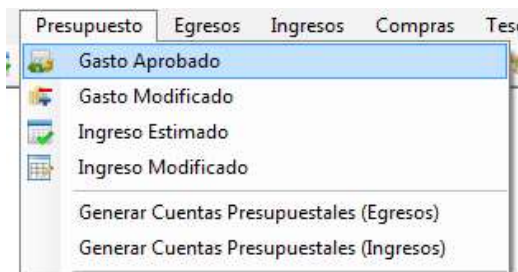 Presupuesto Egresos Ingresos Compras
Gasto Aprobado
Gasto Modificado
Ingreso Estimado
Ingreso Modificado
Generar Cuentas Presupuestales (Egresos)
Generar Cuentas Presupuestales (Ingresos)